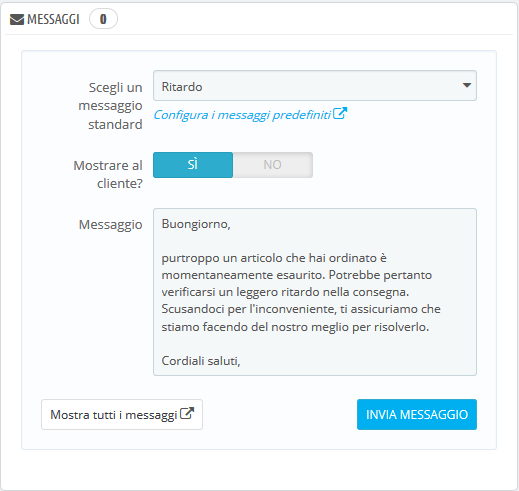 MESSAGGI 0
Scegli un
messaggio
standard
Ritardo
Configura i messaggi predefiniti
Mostrare al
cliente?
SÌ NO
Messaggio
Buongiorno,
purtroppo un articolo che hai ordinato è
momentaneamente esaurito. Potrebbe pertanto
verificarsi un leggero ritardo nella consegna.
Scusandoci per l'inconveniente, ti assicuriamo che
stiamo facendo del nostro meglio per risolverlo.
Cordiali saluti,
Mostra tutti i messaggi
INVIA MESSAGGIO